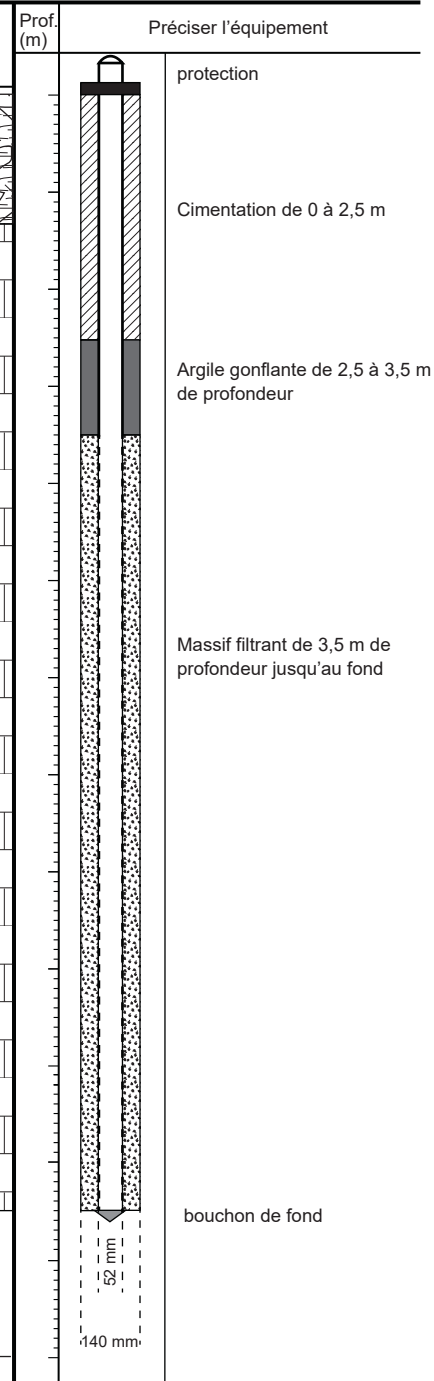 Prof.
(m)
Préciser l’équipement
protection
Cimentation de 0 à 2,5 m
Argile gonflante de 2,5 à 3,5 m
de profondeur
Massif filtrant de 3,5 m de
profondeur jusqu’au fond
bouchon de fond
52 mm
140 mm